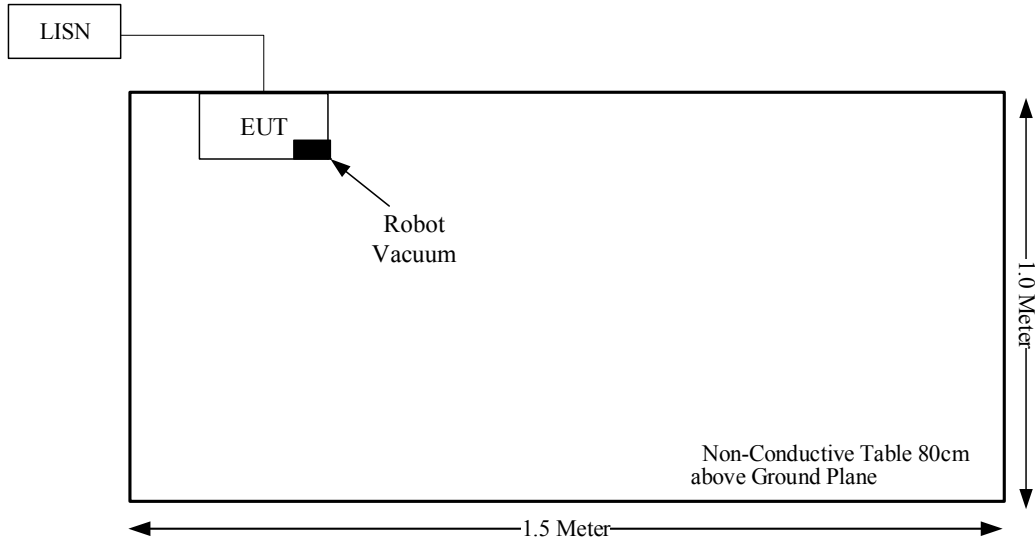 LISN
EUT
Robot
Vacuum
1.0 Meter
Non-Conductive Table 80cm
above Ground Plane
1.5 Meter